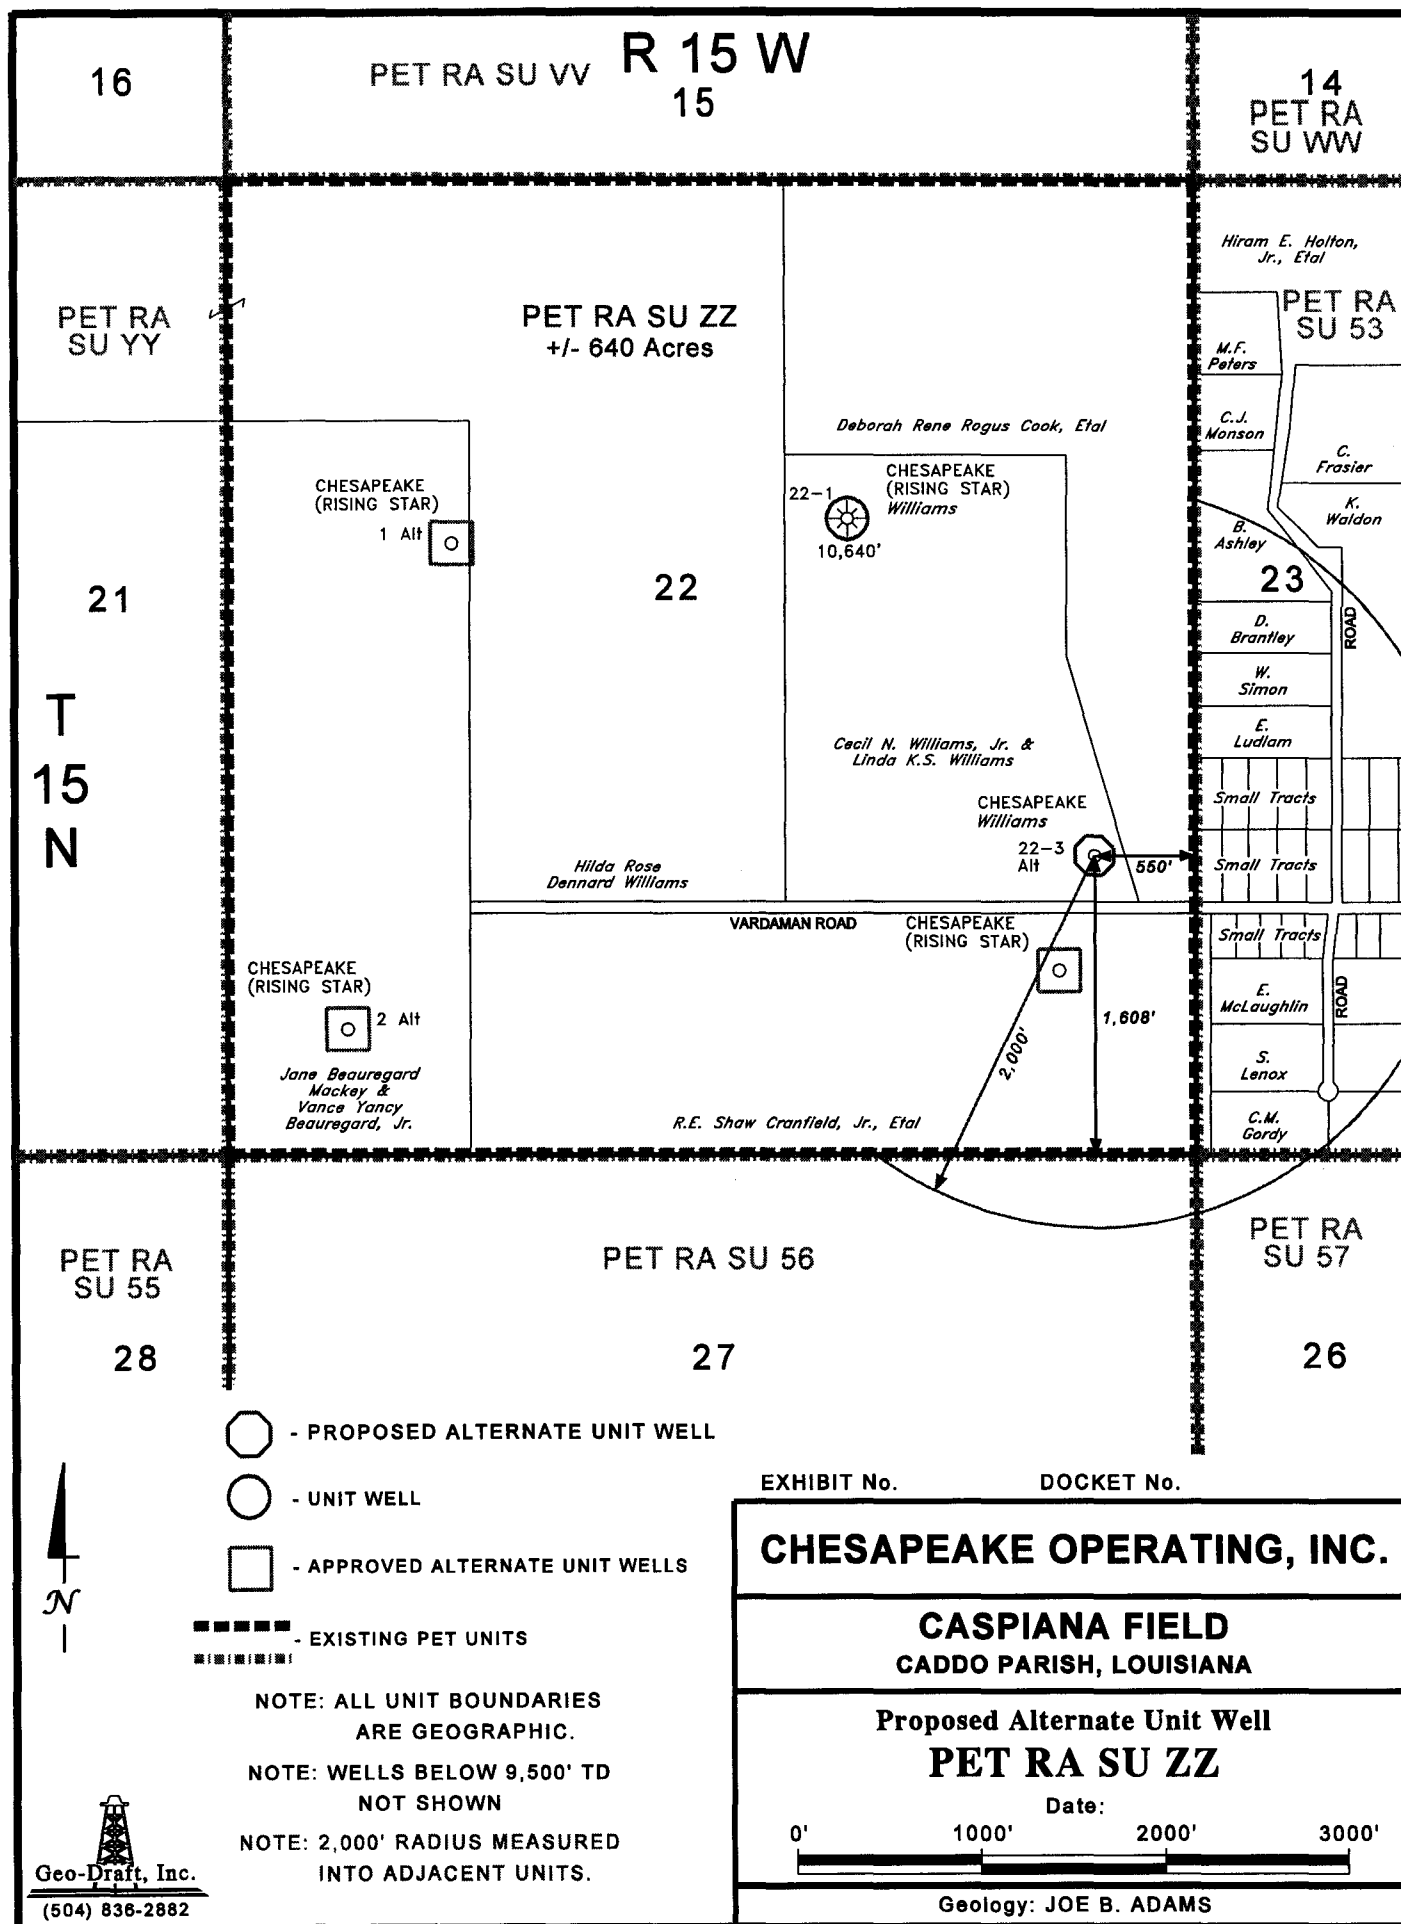 R 15 W
16
PET RA SU VV
15
14
PET RA
SU WW
Hiram E. Holton,
Jr., Etal
PET RA
SU YY
PET RA SU ZZ
+/- 640 Acres
PET RA
SU 53
M.F.
Peters
C.J.
Monson
Deborah Rene Rogus Cook, Etal
C.
Frasier
CHESAPEAKE
(RISING STAR)
1 Alt
22-1
CHESAPEAKE
(RISING STAR)
Williams
10,640'
K.
Waldon
B.
Ashley
21
22
23
D.
Brantley
ROAD
W.
Simon
E.
Ludlam
T
15
N
Cecil N. Williams, Jr. &
Linda K.S. Williams
Small Tracts
CHESAPEAKE
Williams
22-3
Alt
550'
Small Tracts
Hilda Rose
Dennard Williams
VARDAMAN ROAD
CHESAPEAKE
(RISING STAR)
Small Tracts
CHESAPEAKE
(RISING STAR)
2 Alt
E.
McLaughlin
ROAD
1,608'
2,000'
S.
Lenox
Jane Beauregard
Mackey &
Vance Yancy
Beauregard, Jr.
R.E. Shaw Cranfield, Jr., Etal
C.M.
Gordy
PET RA
SU 55
PET RA SU 56
PET RA
SU 57
28
27
26
- PROPOSED ALTERNATE UNIT WELL
- UNIT WELL
- APPROVED ALTERNATE UNIT WELLS
- EXISTING PET UNITS
N
NOTE: ALL UNIT BOUNDARIES
ARE GEOGRAPHIC.
NOTE: WELLS BELOW 9,500' TD
NOT SHOWN
NOTE: 2,000' RADIUS MEASURED
INTO ADJACENT UNITS.
Geo-Draft, Inc.
(504) 836-2882
EXHIBIT No.
DOCKET No.
CHESAPEAKE OPERATING, INC.
CASPIANA FIELD
CADDO PARISH, LOUISIANA
Proposed Alternate Unit Well
PET RA SU ZZ
Date:
0' 1000' 2000' 3000'
Geology: JOE B. ADAMS